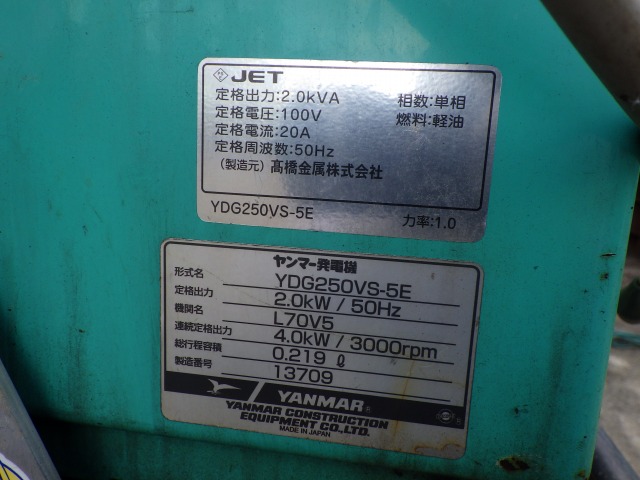 JET
定格出力:2.0kVA 相数:単相
定格電圧:100V 燃料:軽油
定格電流:20A
定格周波数:50Hz
(製造元) 髙橋金属株式会社
YDG250VS-5E 力率:1.0
ヤンマー発電機
形式名 YDG250VS-5E
定格出力 2.0kW / 50Hz
機関名 L70V5
連続定格出力 4.0kW / 3000rpm
総行程容積 0.219 ℓ
製造番号 13709
YANMAR®
YANMAR CONSTRUCTION
EQUIPMENT CO.,LTD.
MADE IN JAPAN